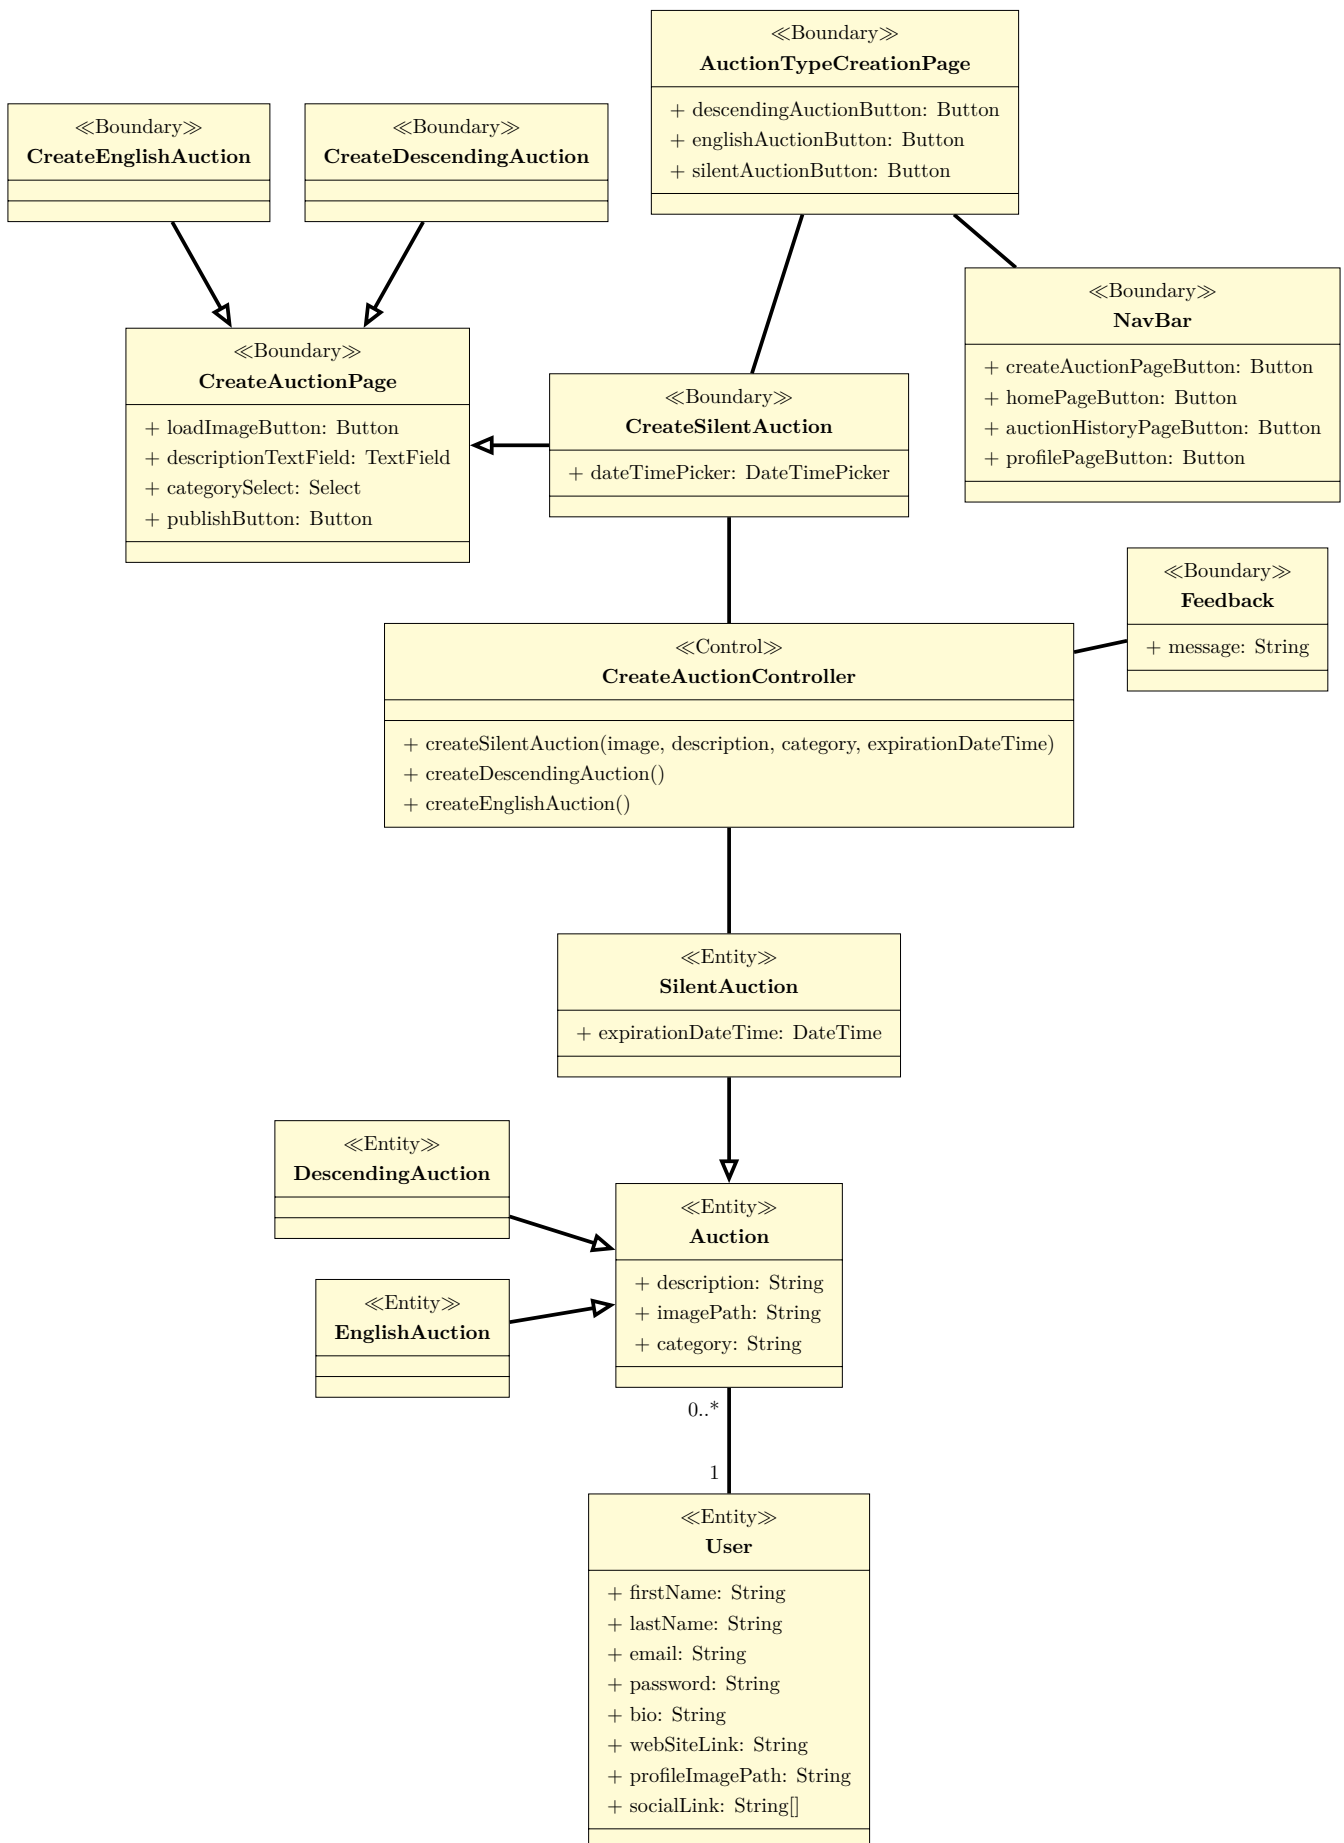 ≪Boundary≫
AuctionTypeCreationPage
+ descendingAuctionButton: Button
+ englishAuctionButton: Button
+ silentAuctionButton: Button
≪Boundary≫
CreateEnglishAuction
≪Boundary≫
CreateDescendingAuction
≪Boundary≫
NavBar
+ createAuctionPageButton: Button
+ homePageButton: Button
+ auctionHistoryPageButton: Button
+ profilePageButton: Button
≪Boundary≫
CreateAuctionPage
+ loadImageButton: Button
+ descriptionTextField: TextField
+ categorySelect: Select
+ publishButton: Button
≪Boundary≫
CreateSilentAuction
+ dateTimePicker: DateTimePicker
≪Boundary≫
Feedback
+ message: String
≪Control≫
CreateAuctionController
+ createSilentAuction(image, description, category, expirationDateTime)
+ createDescendingAuction()
+ createEnglishAuction()
≪Entity≫
SilentAuction
+ expirationDateTime: DateTime
≪Entity≫
DescendingAuction
≪Entity≫
Auction
+ description: String
+ imagePath: String
+ category: String
≪Entity≫
EnglishAuction
0..*
1
≪Entity≫
User
+ firstName: String
+ lastName: String
+ email: String
+ password: String
+ bio: String
+ webSiteLink: String
+ profileImagePath: String
+ socialLink: String[]